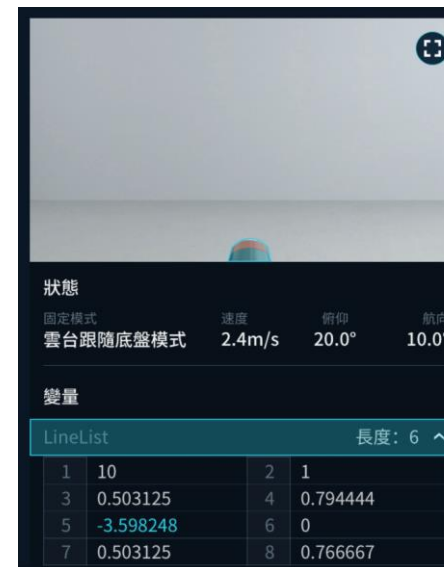 狀態
固定模式 速度 俯仰 航向
雲台跟隨底盤模式 2.4m/s 20.0° 10.0°
變量
LineList 長度：6
1 10 2 1
3 0.503125 4 0.794444
5 -3.598248 6 0
7 0.503125 8 0.766667